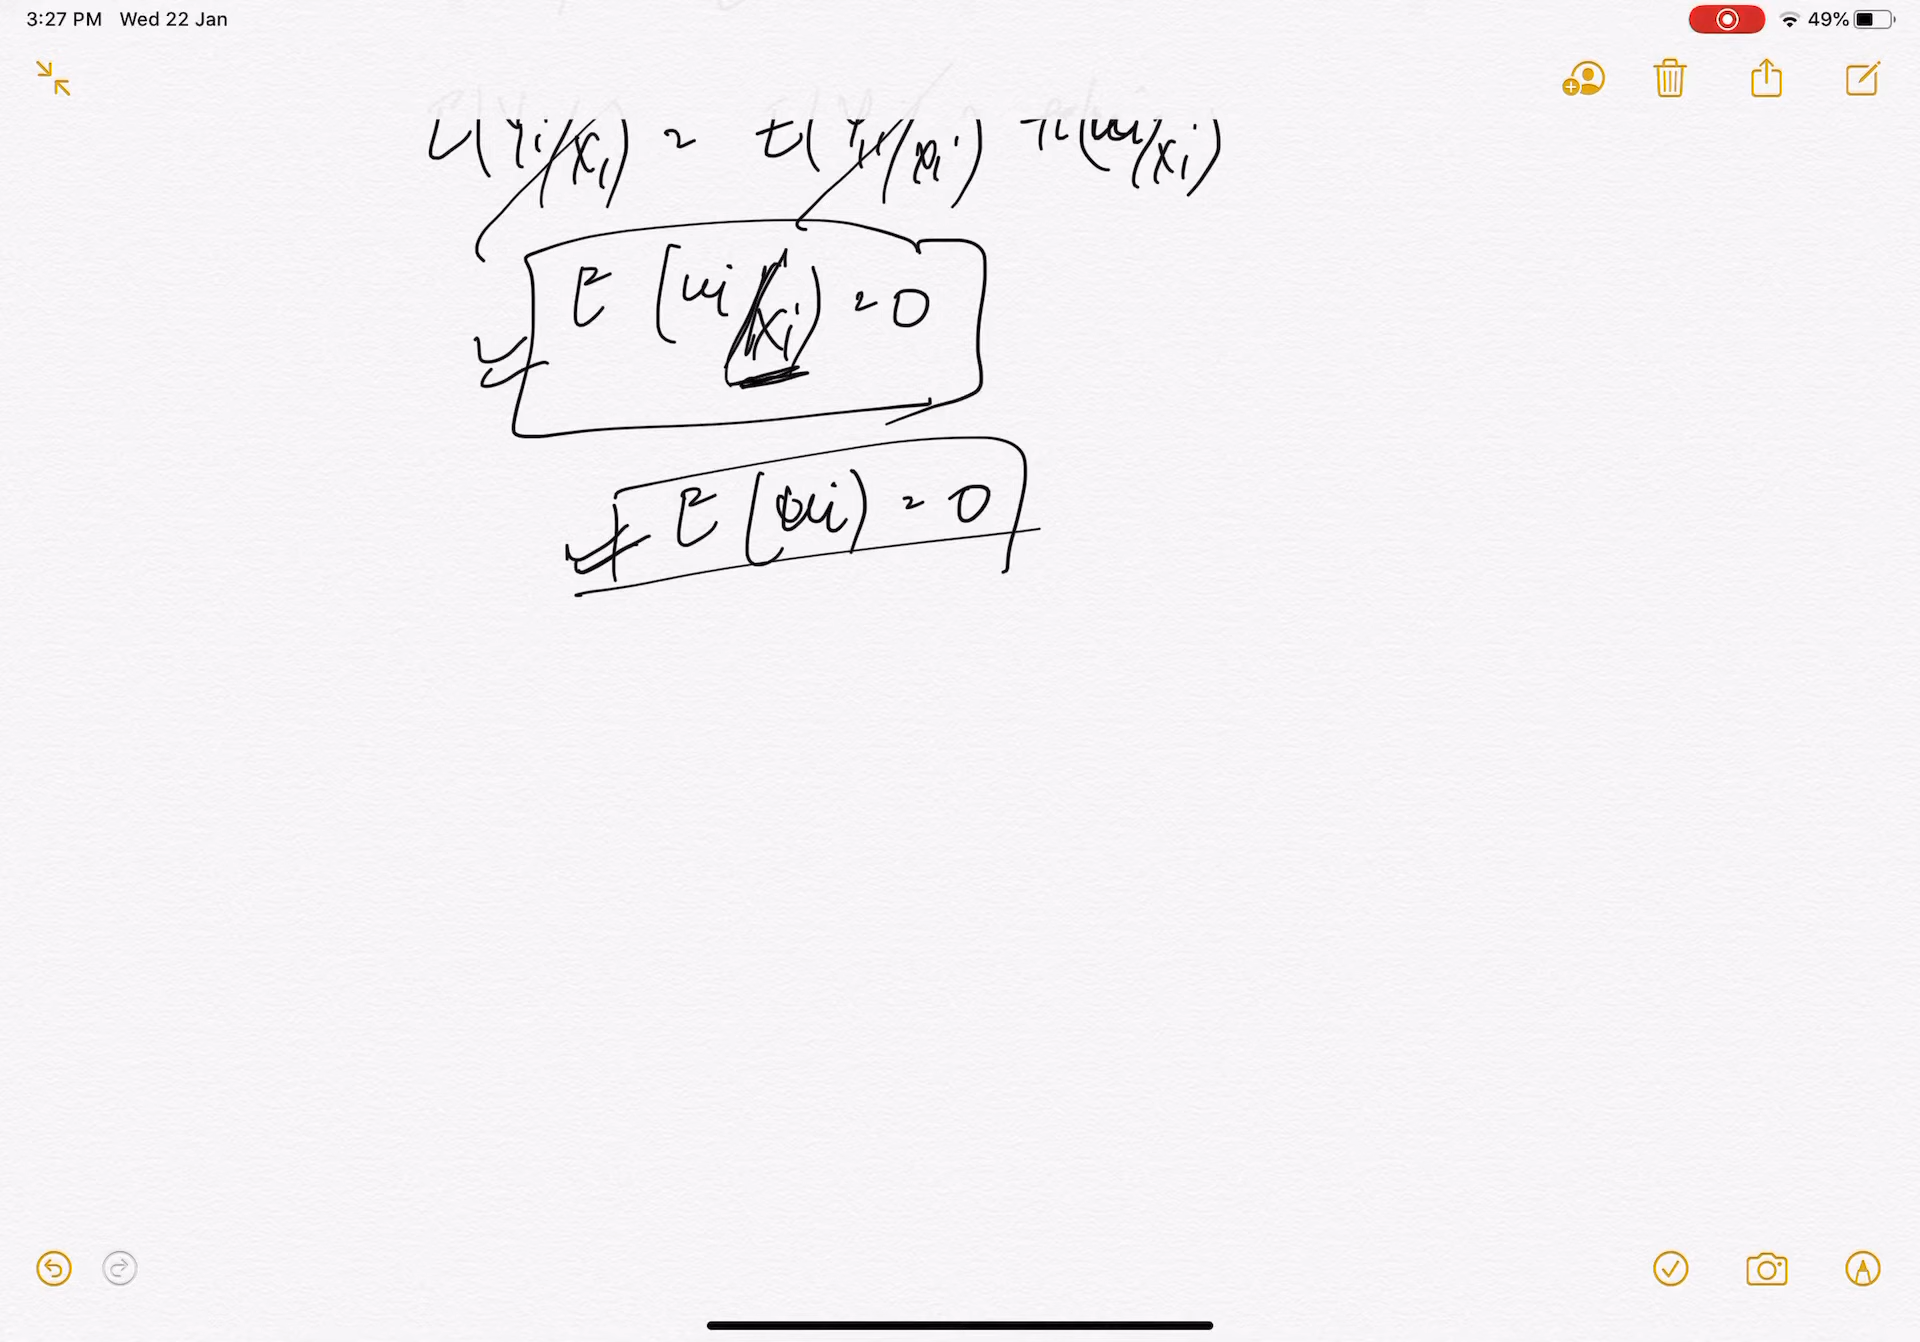 3:27 PM Wed 22 Jan 49%
E(Yi/Xi) = E(Yi/Xi) + E(ui/Xi)
E(ui/Xi) = 0
E(ui) = 0